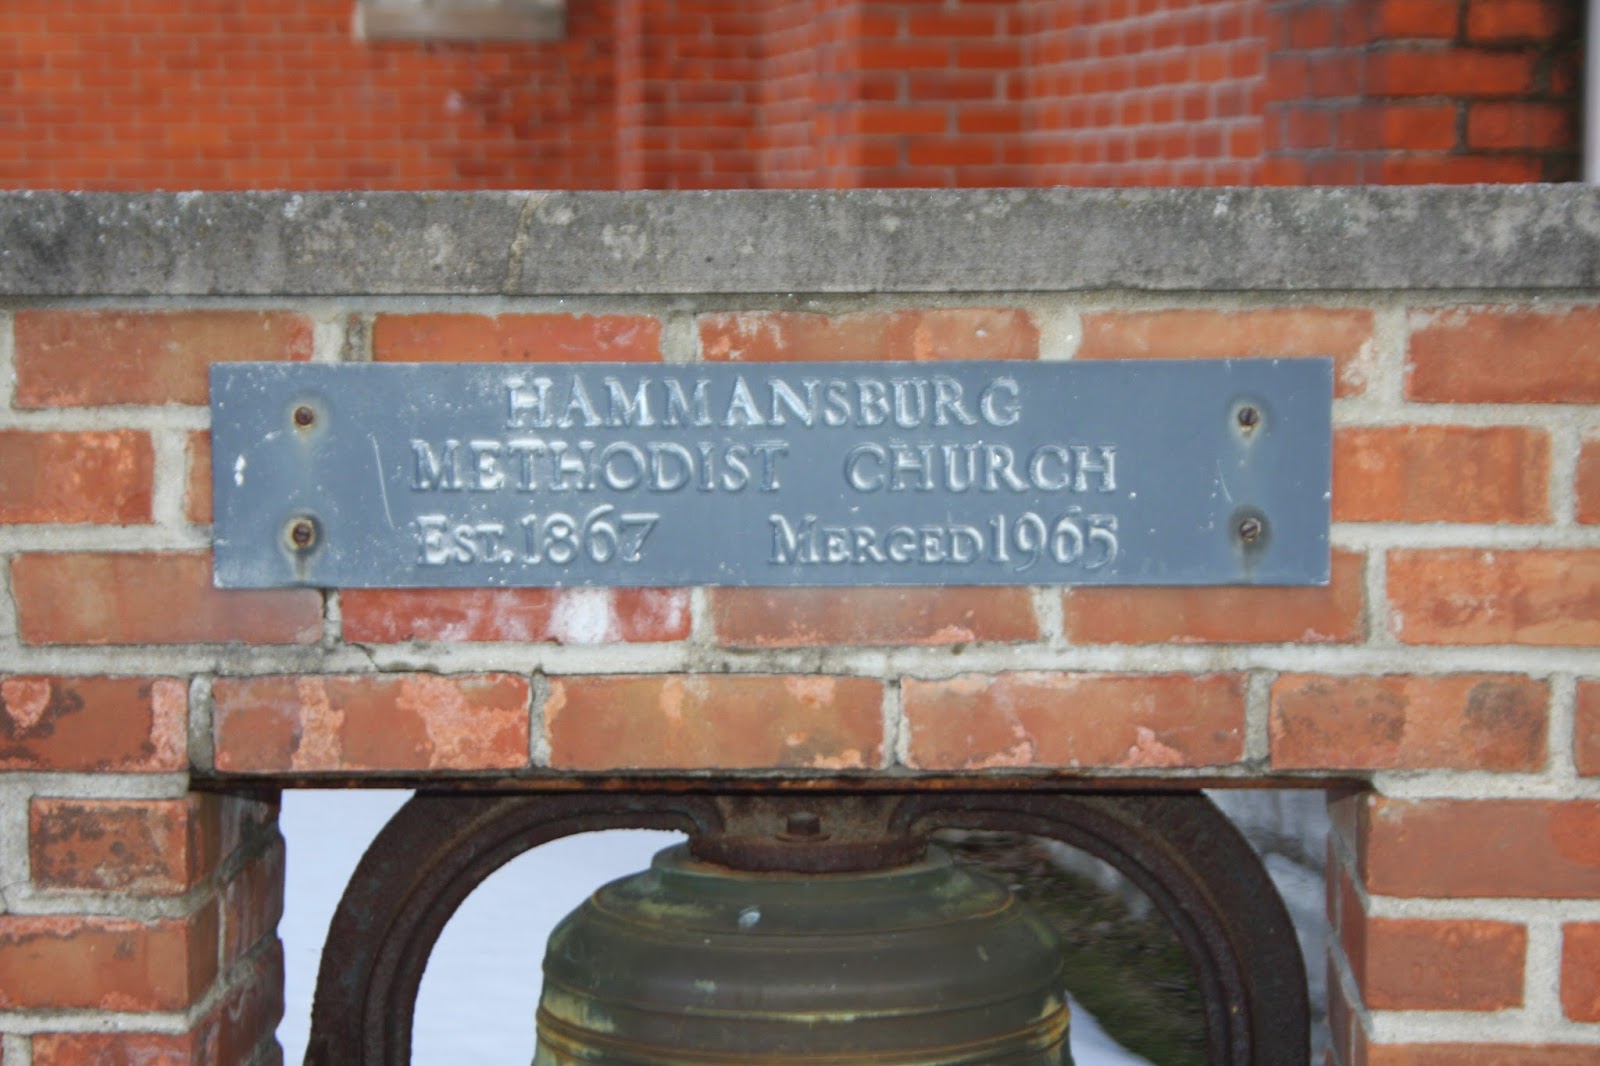 HAMMANSBURG
METHODIST CHURCH
EST. 1867 MERGED 1965